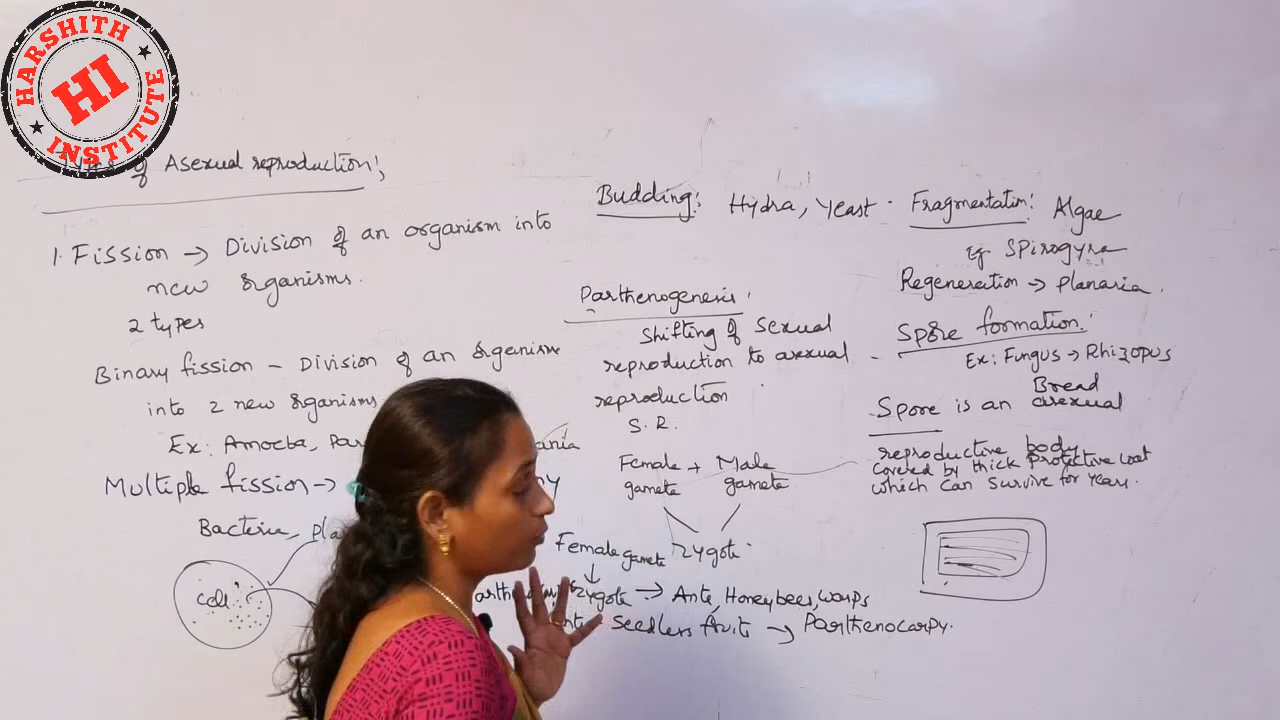 HARSHITH
HI
INSTITUTE
of Asexual reproduction;
1. Fission → Division of an organism into
new organisms.
2 types
Binary fission - Division of an organism
into 2 new organisms
Ex: Amoeba,
Multiple fission →
Bacteria,
cell
Budding: Hydra, Yeast.
Parthenogenesis:
Shifting of sexual
reproduction to asexual
reproduction
S.R.
Female + Male
gamete gamete
Zygote
Female gamete
↓
Zygote → Ants, Honeybees, wasps
Seedless fruit → Parthenocarpy.
Fragmentation: Algae
eg Spirogyra
Regeneration → planaria.
Spore formation:
Ex: Fungus → Rhizopus
Bread
Spore is an asexual
reproductive body
covered by thick protective coat
which can survive for years.